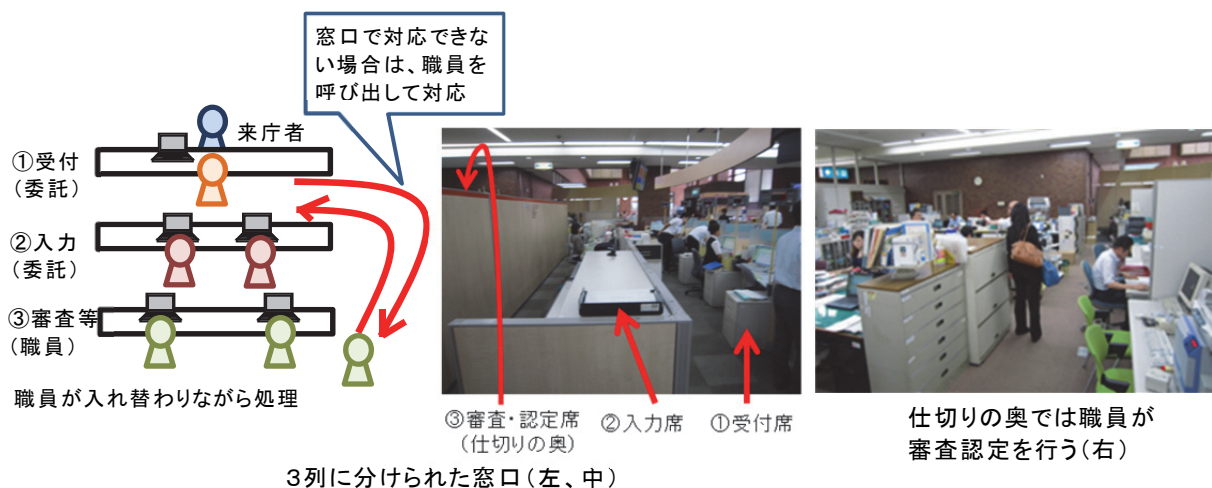 窓口で対応できな
い場合は、職員を
呼び出して対応
来庁者
①受付
(委託)
②入力
(委託)
③審査等
(職員)
職員が入れ替わりながら処理
③審査・認定席
(仕切りの奥)
②入力席
①受付席
3列に分けられた窓口(左、中)
仕切りの奥では職員が
審査認定を行う(右)